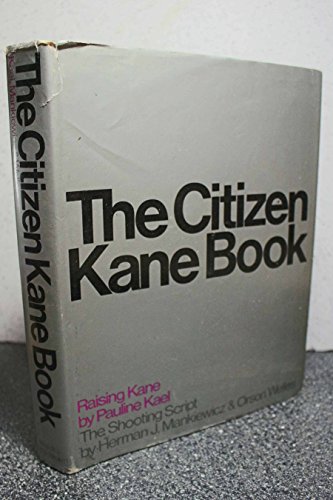 The Citizen Kane Book
The Citizen
Kane Book
Raising Kane
by Pauline Kael
The Shooting Script
by Herman J. Mankiewicz & Orson Welles